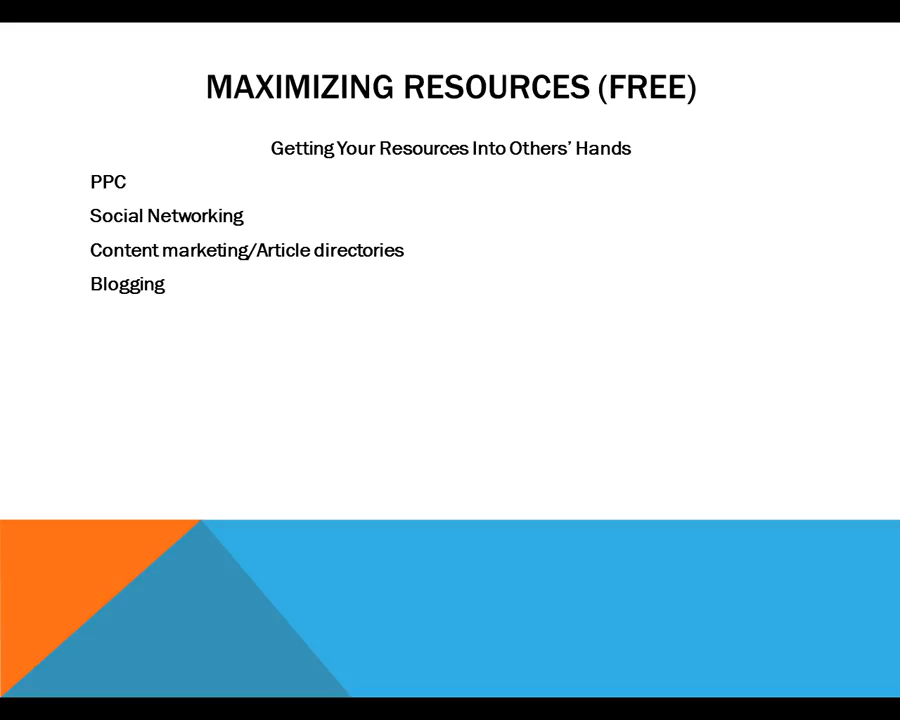 MAXIMIZING RESOURCES (FREE)
Getting Your Resources Into Others’ Hands
PPC
Social Networking
Content marketing/Article directories
Blogging